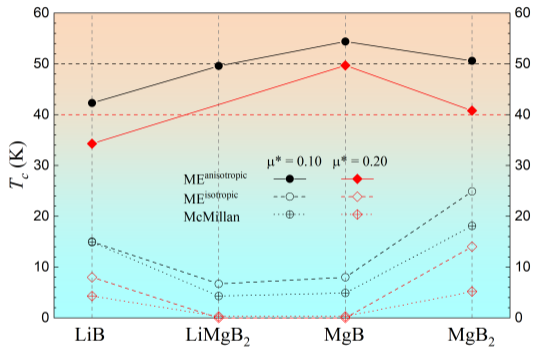 60 60
50 50
40 40
30 30
20 20
10 10
0 0
T_c (K)
μ* = 0.10 μ* = 0.20
ME^anisotropic
ME^isotropic
McMillan
LiB LiMgB₂ MgB MgB₂